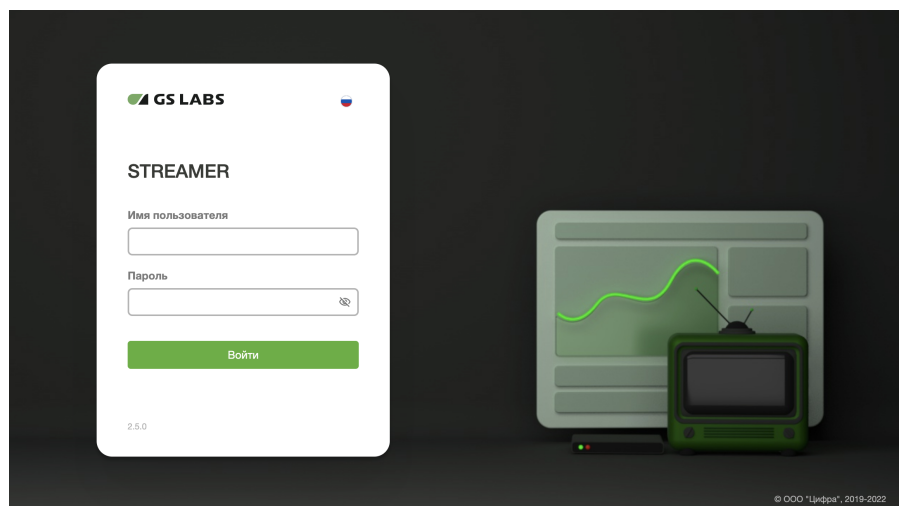 GS LABS
STREAMER
Имя пользователя
Пароль
Войти
2.5.0
© ООО "Цифра", 2019-2022